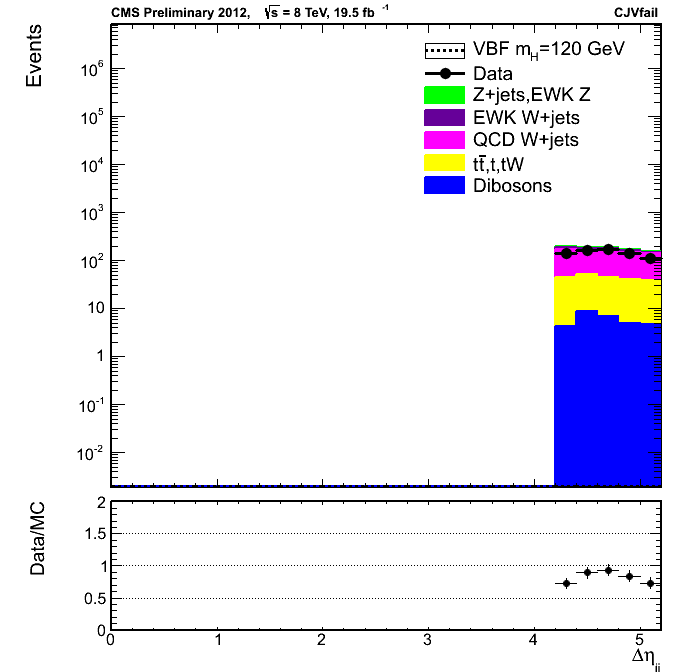 CMS Preliminary 2012, √s = 8 TeV, 19.5 fb⁻¹ CJVfail
Events
VBF m_H=120 GeV
Data
Z+jets,EWK Z
EWK W+jets
QCD W+jets
tt̅,t,tW
Dibosons
10⁶
10⁵
10⁴
10³
10²
10
1
10⁻¹
10⁻²
Data/MC
2
1.5
1
0.5
0
0 1 2 3 4 5
Δη_jj